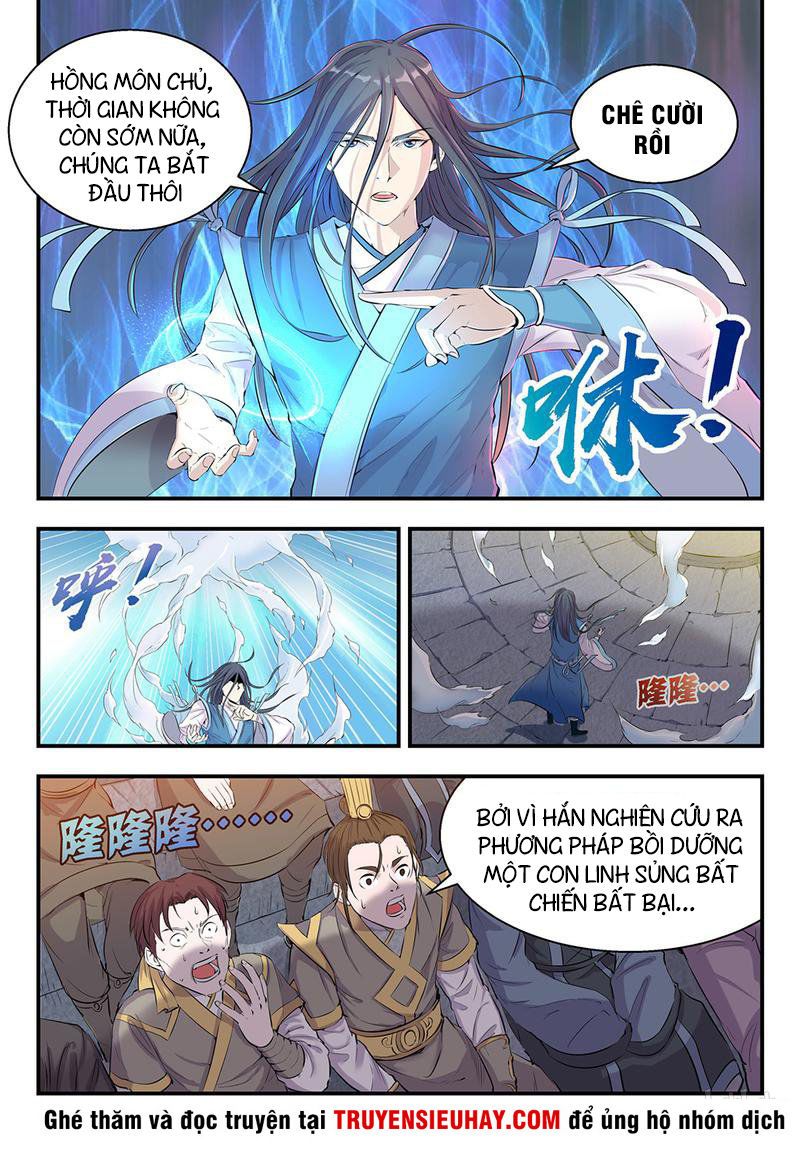 HỒNG MÔN CHỦ,
THỜI GIAN KHÔNG
CÒN SỚM NỮA,
CHÚNG TA BẮT
ĐẦU THÔI
CHÊ CƯỜI
RỒI
咻!
呼!
隆隆…
隆隆隆……
BỞI VÌ HẮN NGHIÊN CỨU RA
PHƯƠNG PHÁP BỒI DƯỠNG
MỘT CON LINH SỦNG BẤT
CHIẾN BẤT BẠI...
Ghé thăm và đọc truyện tại TRUYENSIEUHAY.COM để ủng hộ nhóm dịch